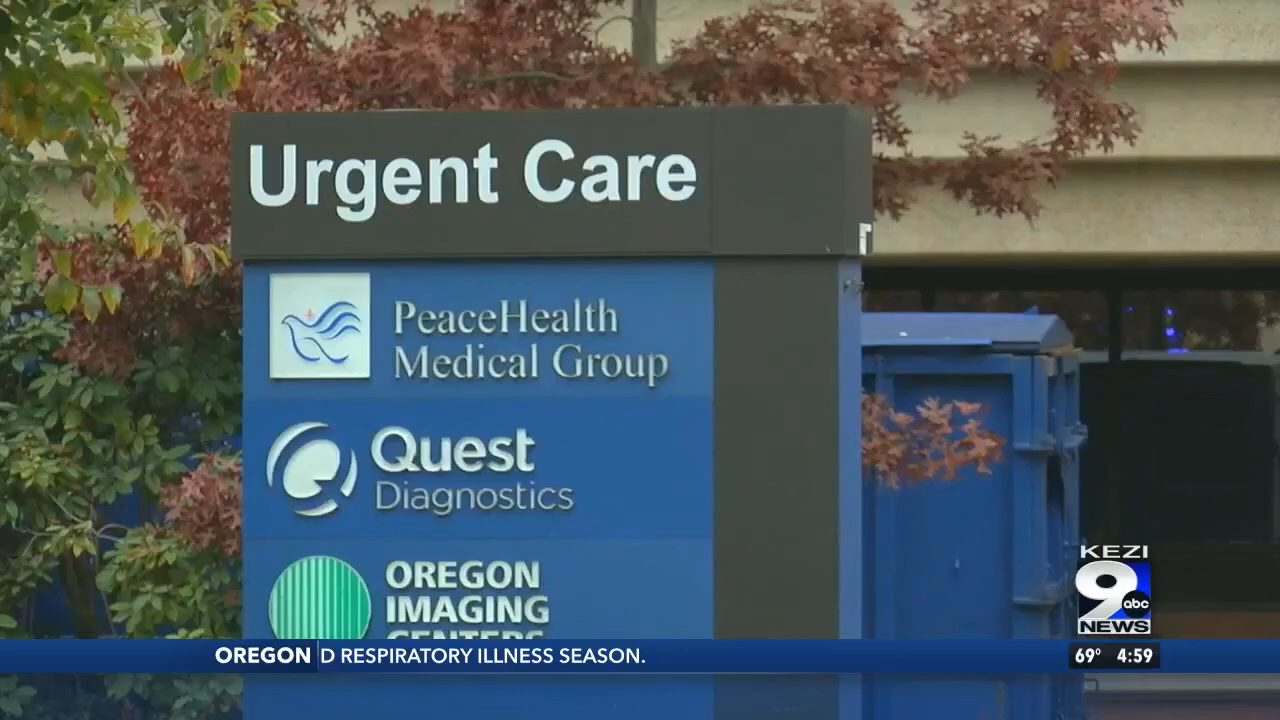 Urgent Care
PeaceHealth
Medical Group
Quest
Diagnostics
OREGON
IMAGING
CENTERS
KEZI
9
abc
NEWS
OREGON D RESPIRATORY ILLNESS SEASON.
69° 4:59